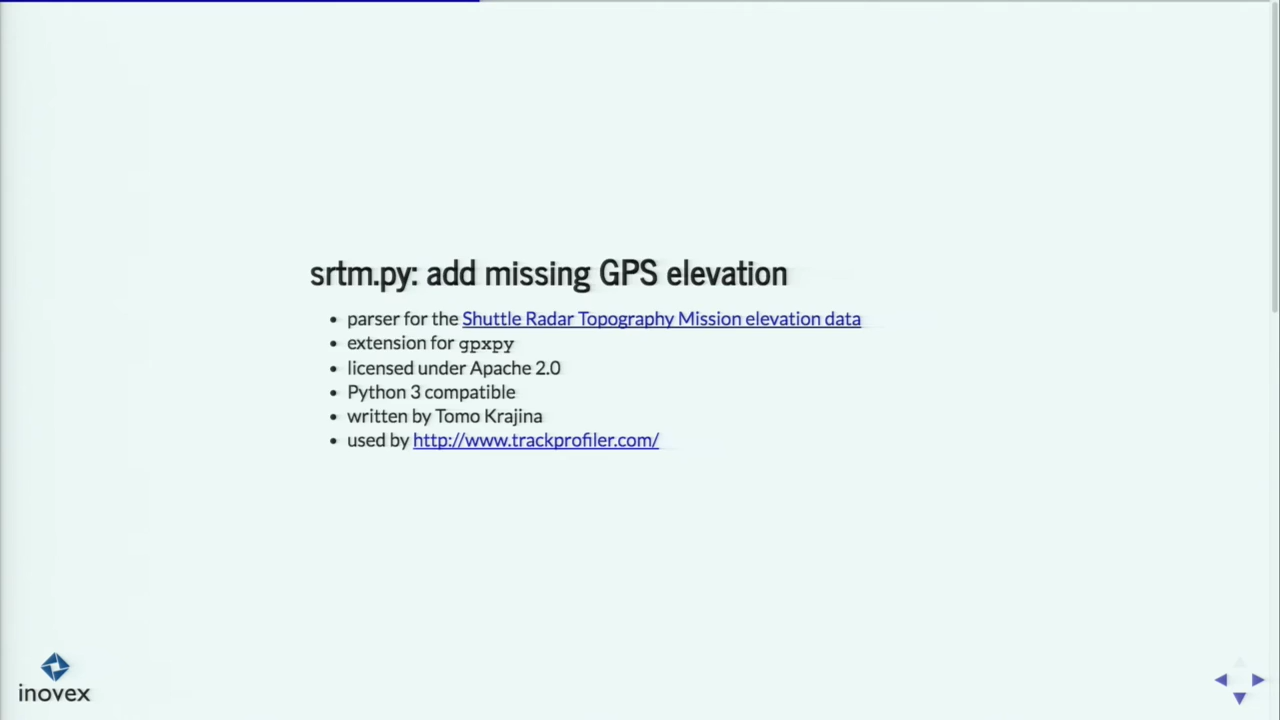 srtm.py: add missing GPS elevation
parser for the Shuttle Radar Topography Mission elevation data
extension for gpxpy
licensed under Apache 2.0
Python 3 compatible
written by Tomo Krajina
used by http://www.trackprofiler.com/
inovex